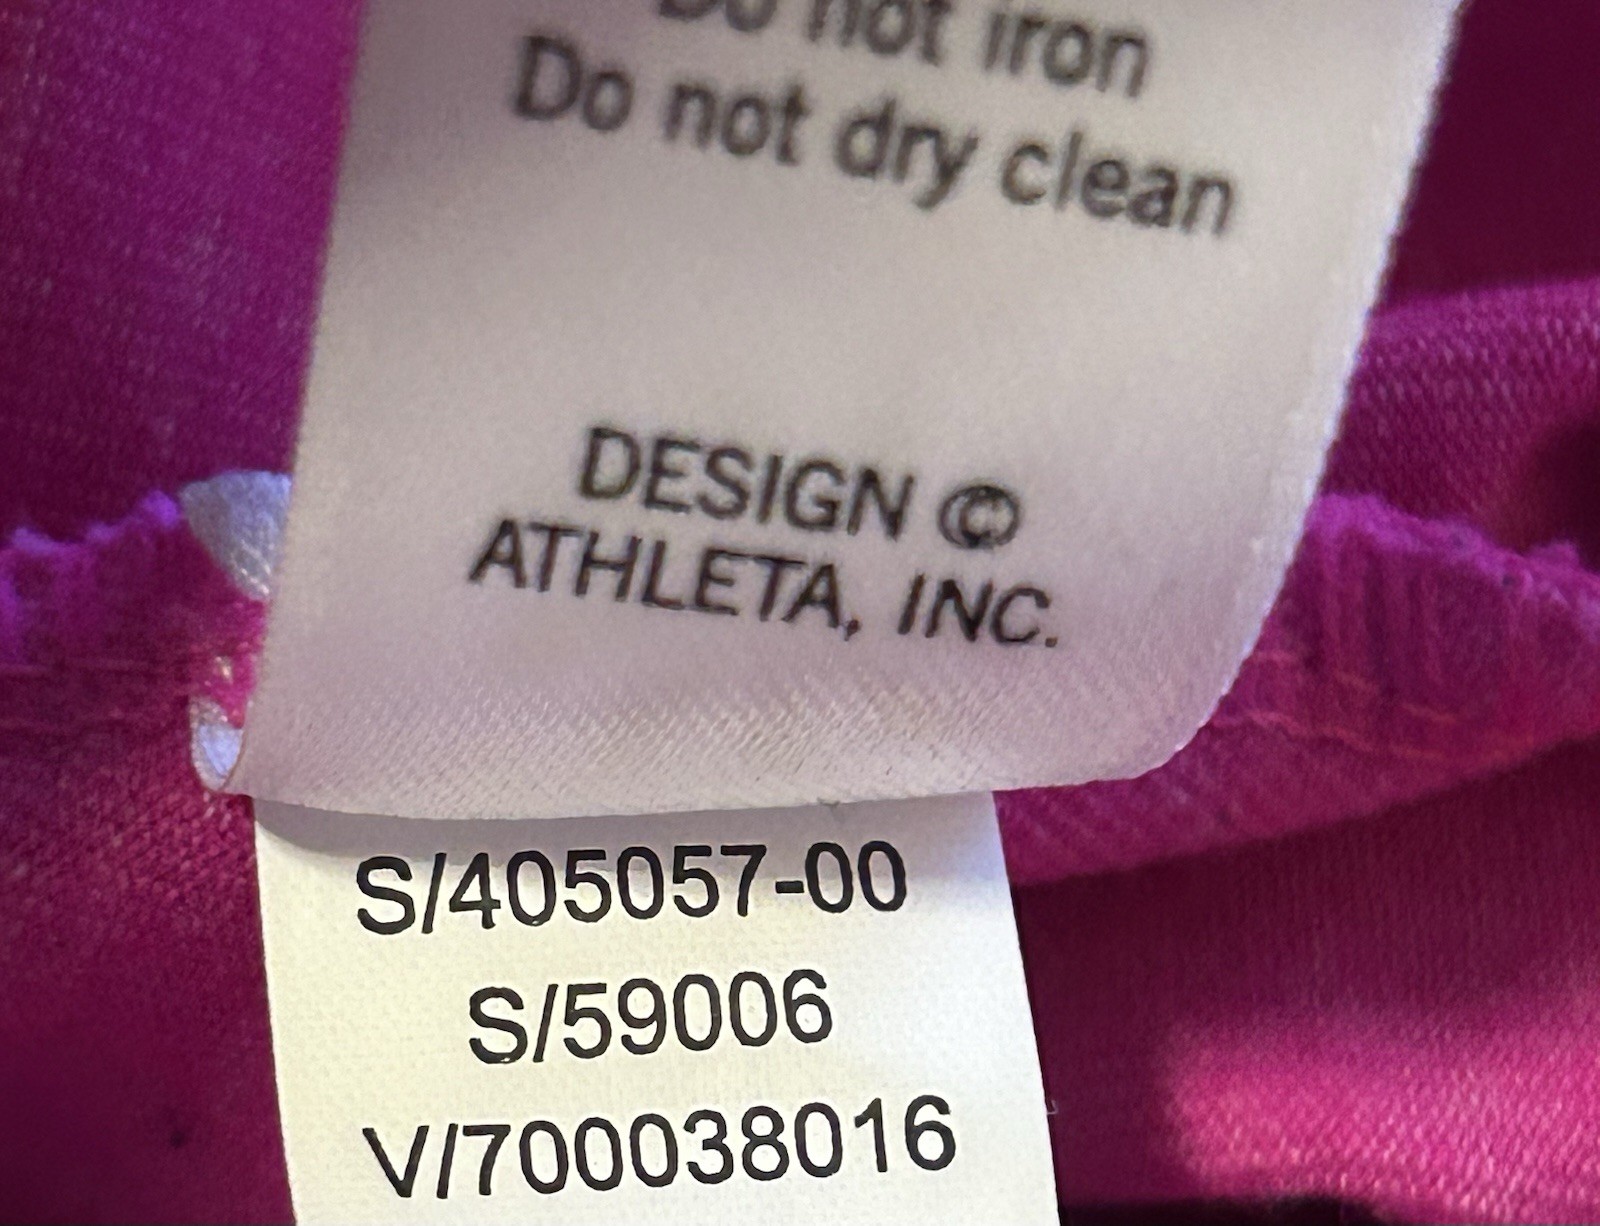 Do not iron
Do not dry clean
DESIGN ©
ATHLETA, INC.
S/405057-00
S/59006
V/700038016